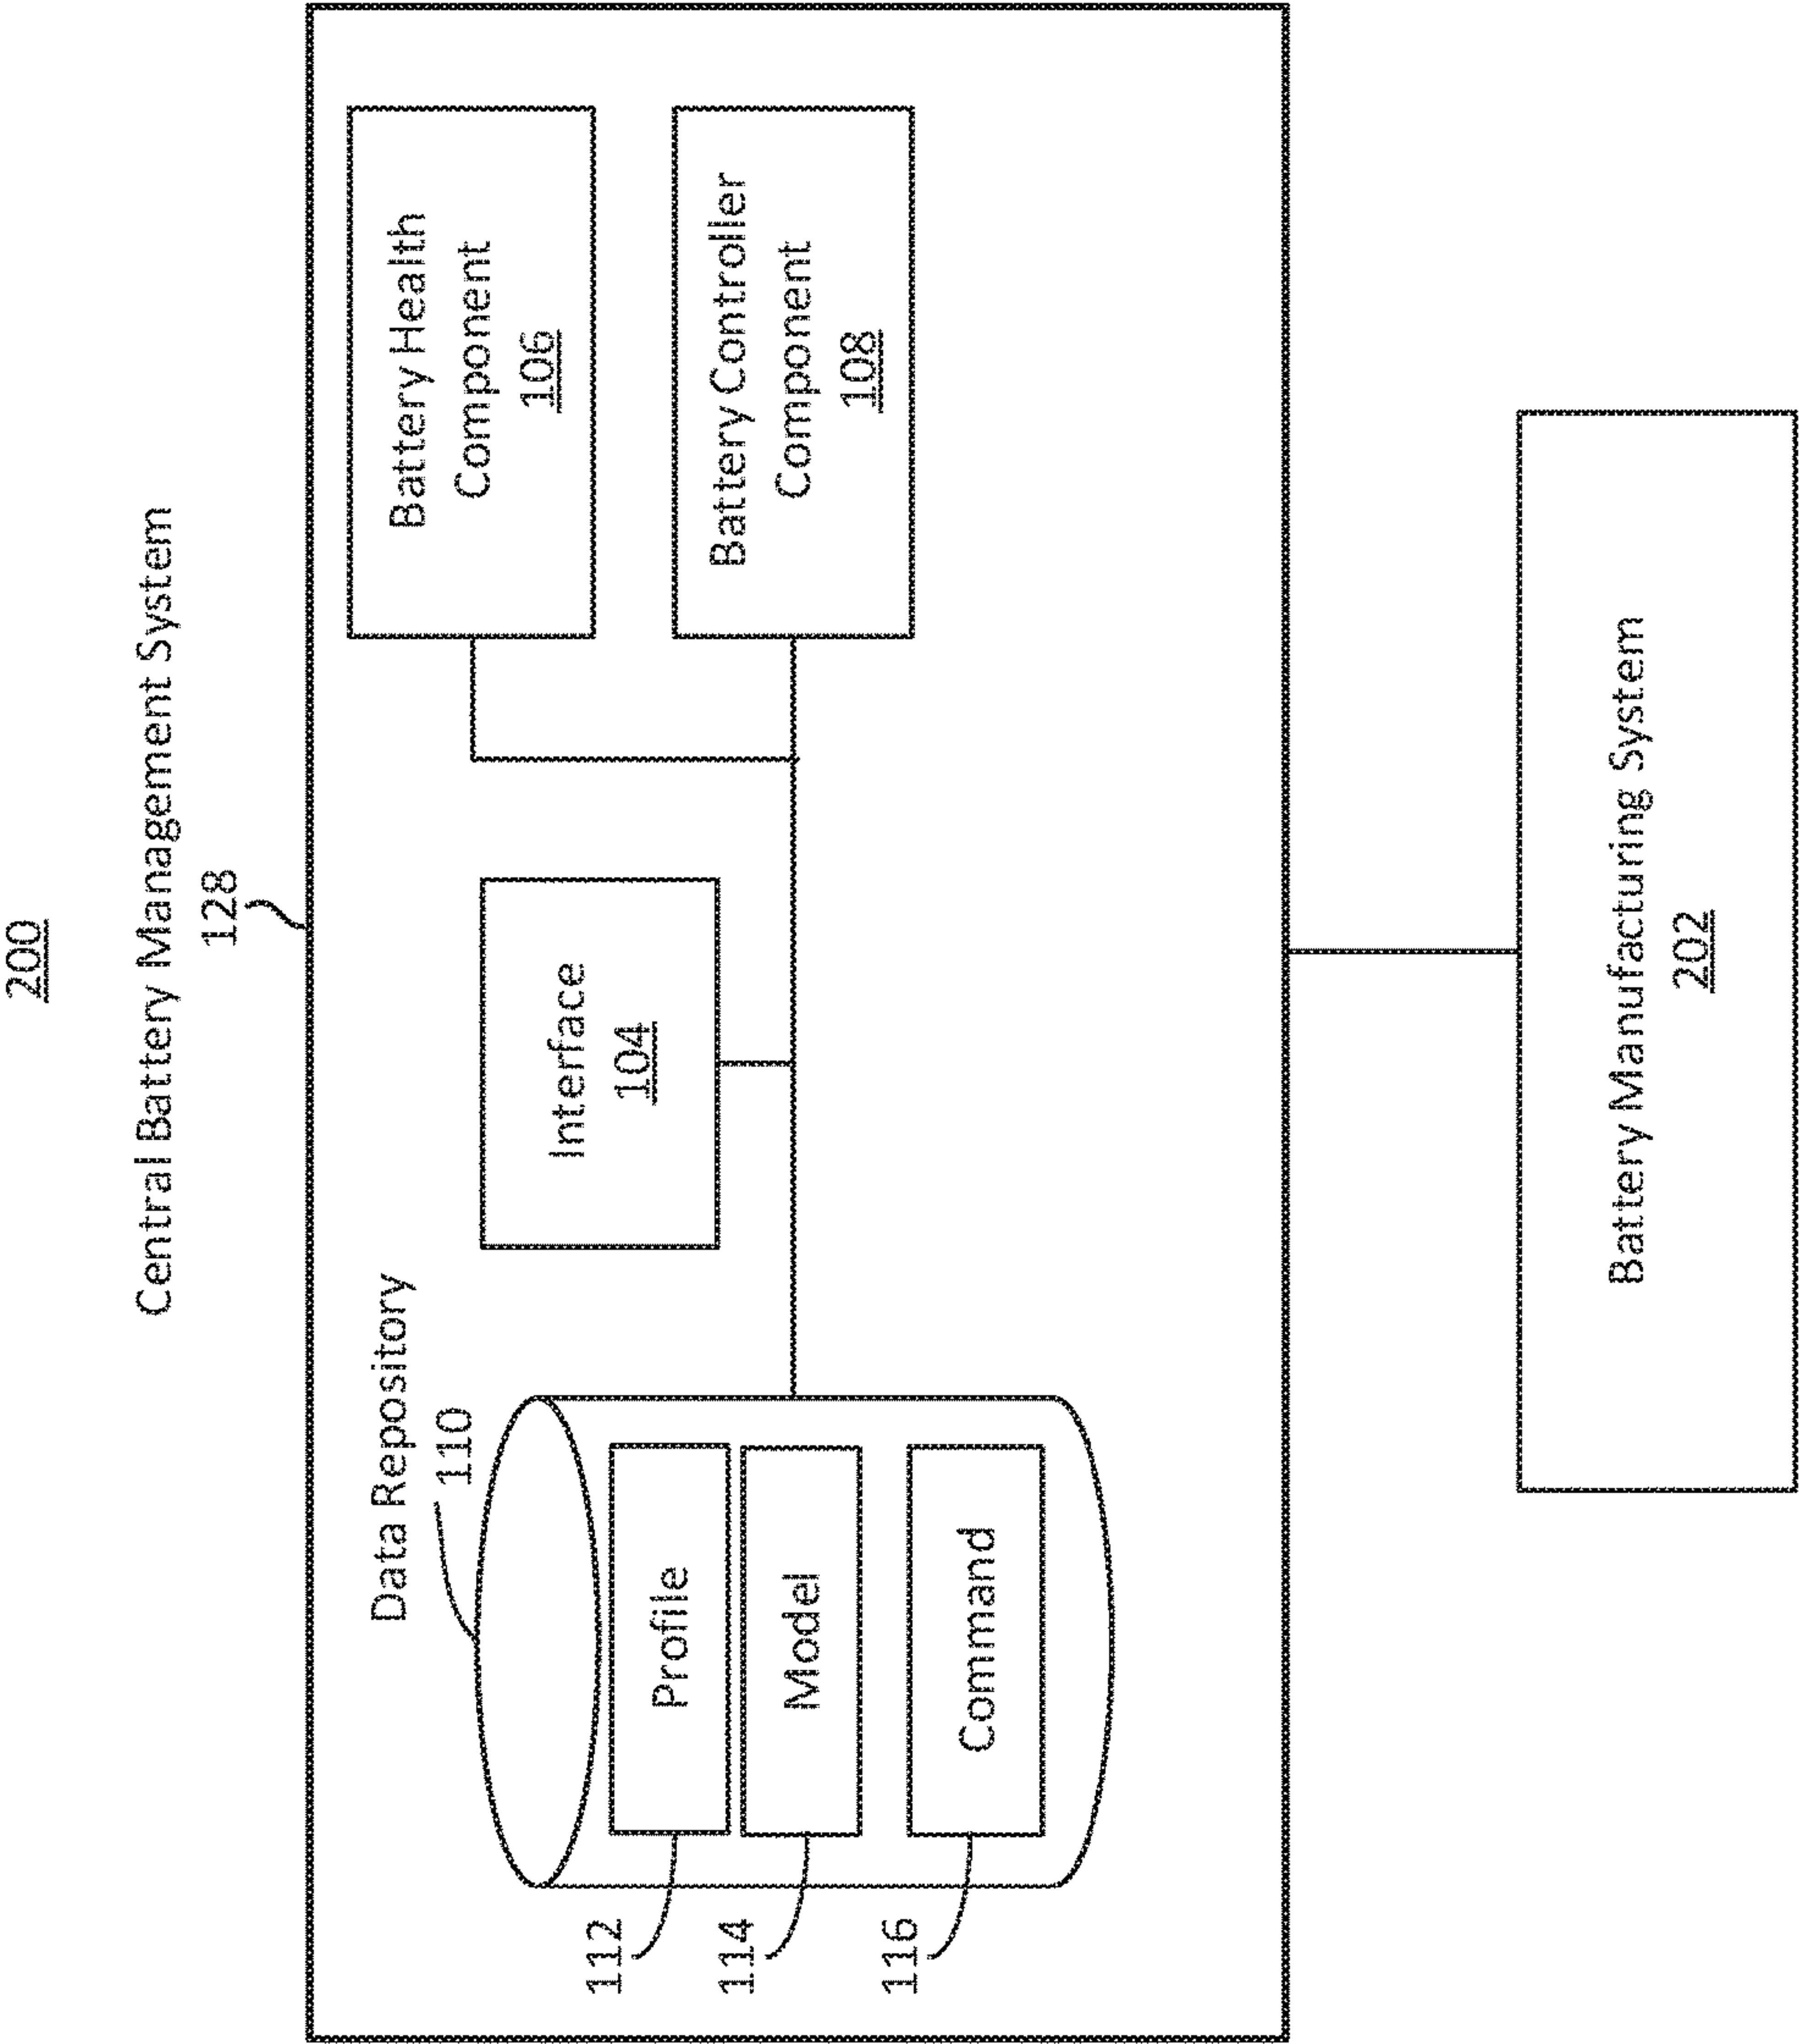 200
Central Battery Management System
128
Data Repository
110
Profile
112
Model
114
Command
116
Interface
104
Battery Health
Component
106
Battery Controller
Component
108
Battery Manufacturing System
202